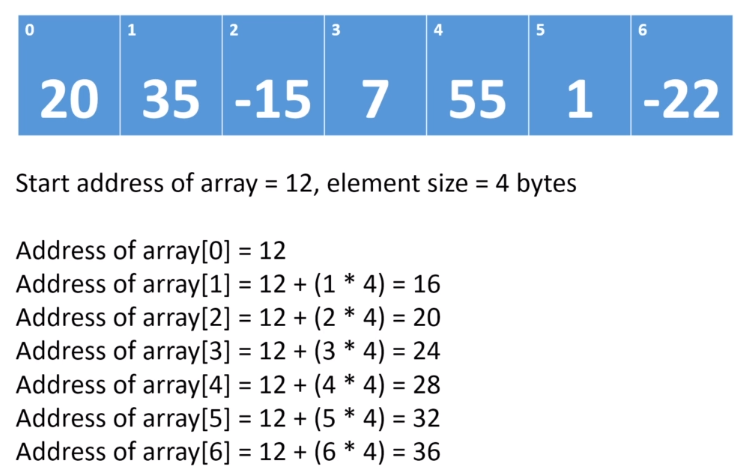 0 1 2 3 4 5 6
20 35 -15 7 55 1 -22
Start address of array = 12, element size = 4 bytes
Address of array[0] = 12
Address of array[1] = 12 + (1 * 4) = 16
Address of array[2] = 12 + (2 * 4) = 20
Address of array[3] = 12 + (3 * 4) = 24
Address of array[4] = 12 + (4 * 4) = 28
Address of array[5] = 12 + (5 * 4) = 32
Address of array[6] = 12 + (6 * 4) = 36